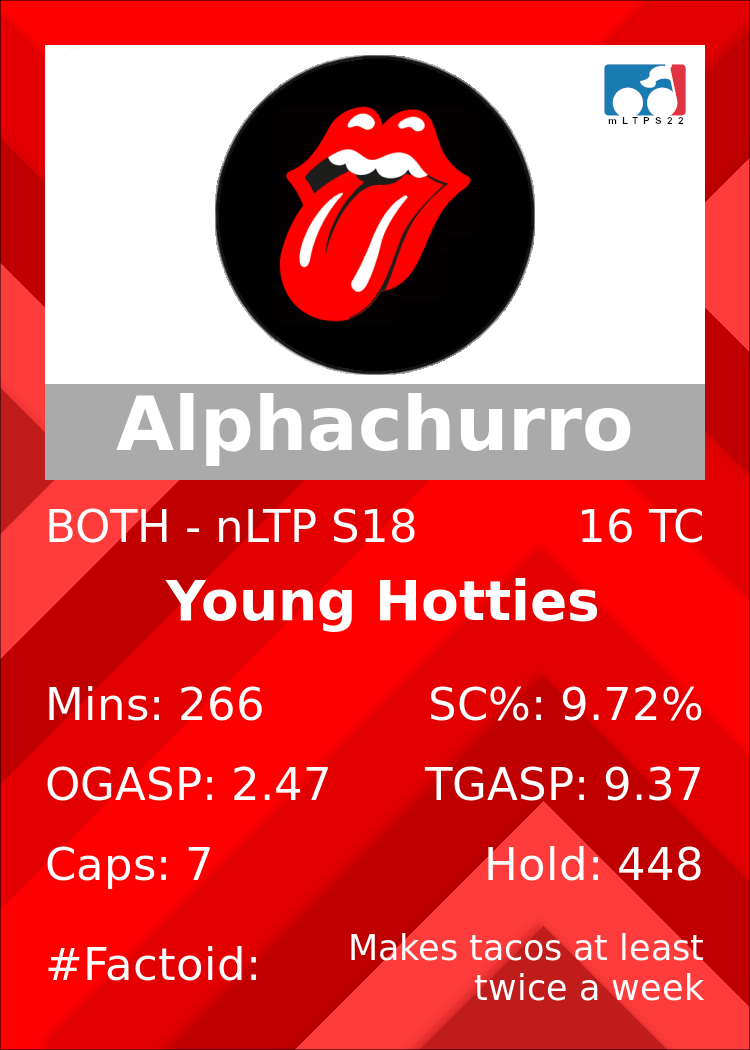 mLTPS22
Alphachurro
BOTH - nLTP S18 16 TC
Young Hotties
Mins: 266 SC%: 9.72%
OGASP: 2.47 TGASP: 9.37
Caps: 7 Hold: 448
#Factoid: Makes tacos at least
twice a week